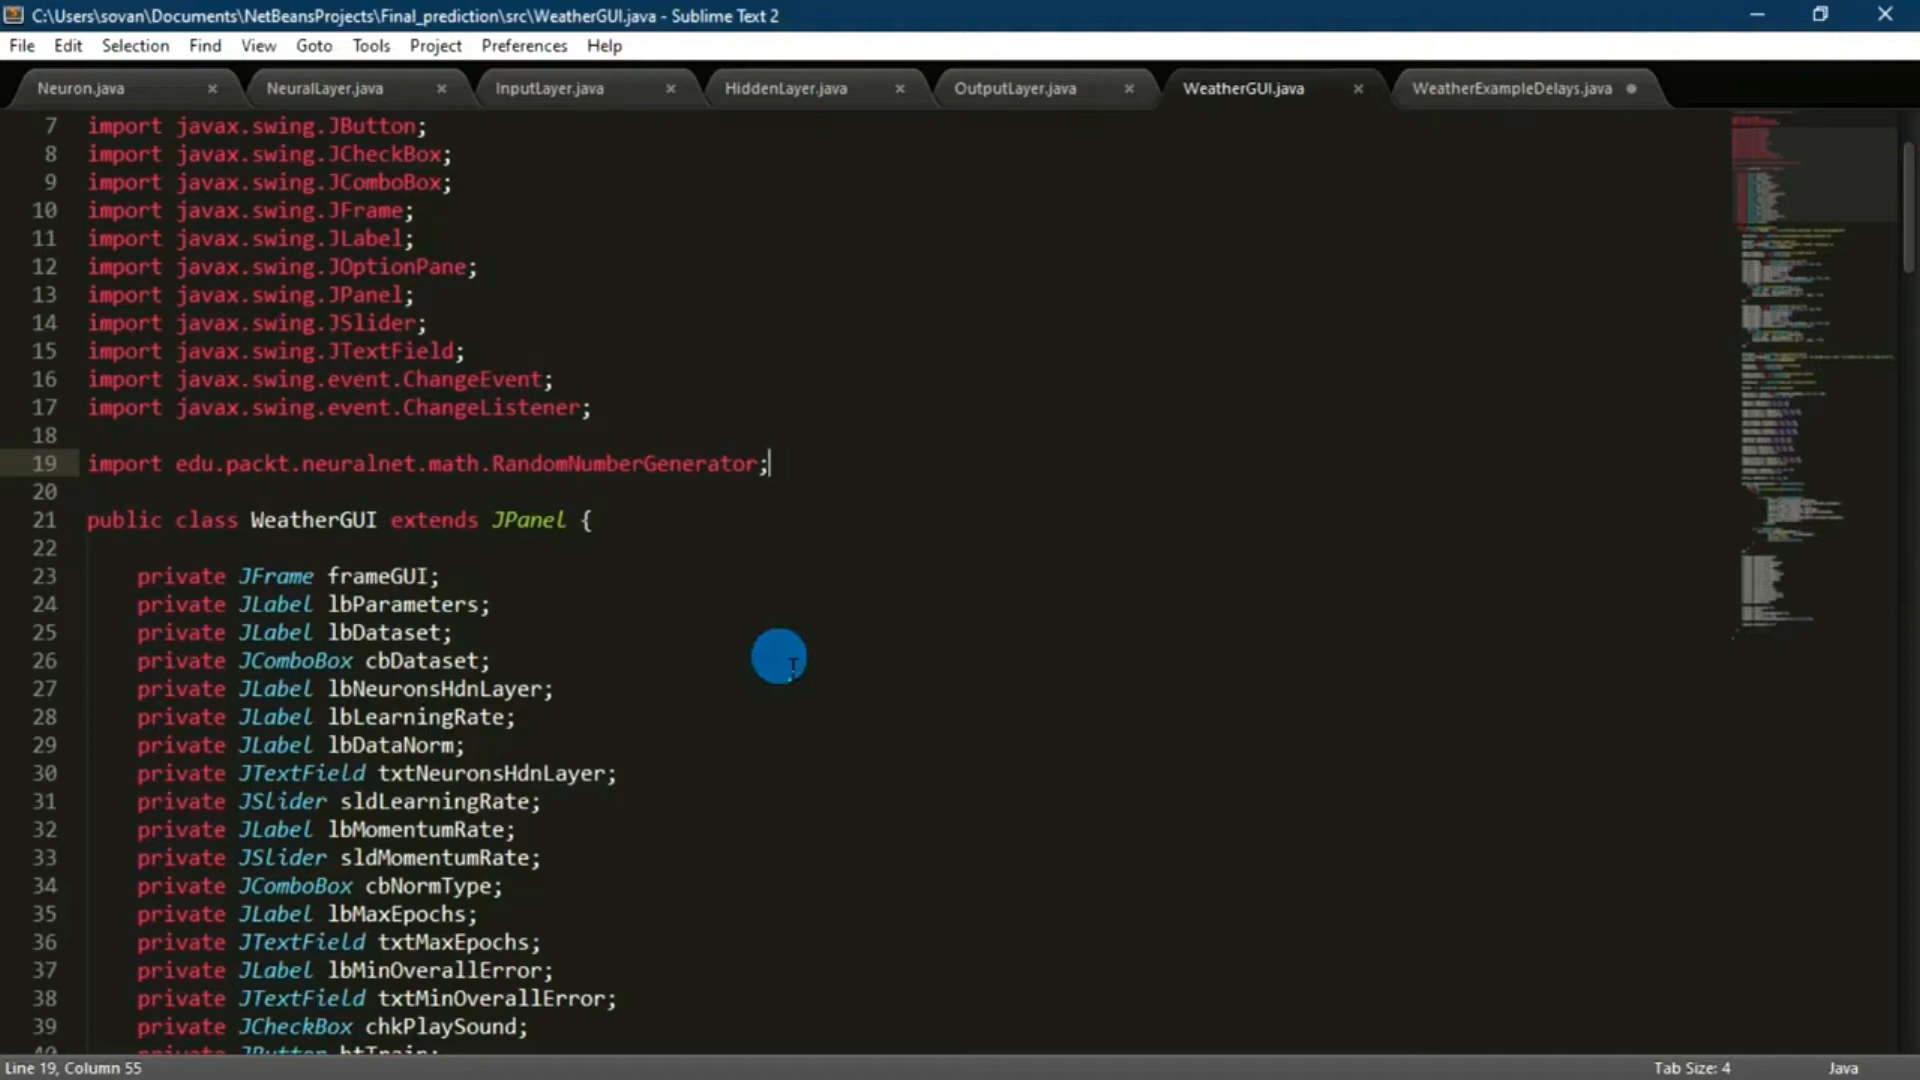 C:\Users\sovan\Documents\NetBeansProjects\Final_prediction\src\WeatherGUI.java - Sublime Text 2
File Edit Selection Find View Goto Tools Project Preferences Help
Neuron.java NeuralLayer.java InputLayer.java HiddenLayer.java OutputLayer.java WeatherGUI.java WeatherExampleDelays.java
7 import javax.swing.JButton;
8 import javax.swing.JCheckBox;
9 import javax.swing.JComboBox;
10 import javax.swing.JFrame;
11 import javax.swing.JLabel;
12 import javax.swing.JOptionPane;
13 import javax.swing.JPanel;
14 import javax.swing.JSlider;
15 import javax.swing.JTextField;
16 import javax.swing.event.ChangeEvent;
17 import javax.swing.event.ChangeListener;
18
19 import edu.packt.neuralnet.math.RandomNumberGenerator;
20
21 public class WeatherGUI extends JPanel {
22
23 private JFrame frameGUI;
24 private JLabel lbParameters;
25 private JLabel lbDataset;
26 private JComboBox cbDataset;
27 private JLabel lbNeuronsHdnLayer;
28 private JLabel lbLearningRate;
29 private JLabel lbDataNorm;
30 private JTextField txtNeuronsHdnLayer;
31 private JSlider sldLearningRate;
32 private JLabel lbMomentumRate;
33 private JSlider sldMomentumRate;
34 private JComboBox cbNormType;
35 private JLabel lbMaxEpochs;
36 private JTextField txtMaxEpochs;
37 private JLabel lbMinOverallError;
38 private JTextField txtMinOverallError;
39 private JCheckBox chkPlaySound;
40 private JButton btTrain;
Line 19, Column 55 Tab Size: 4 Java